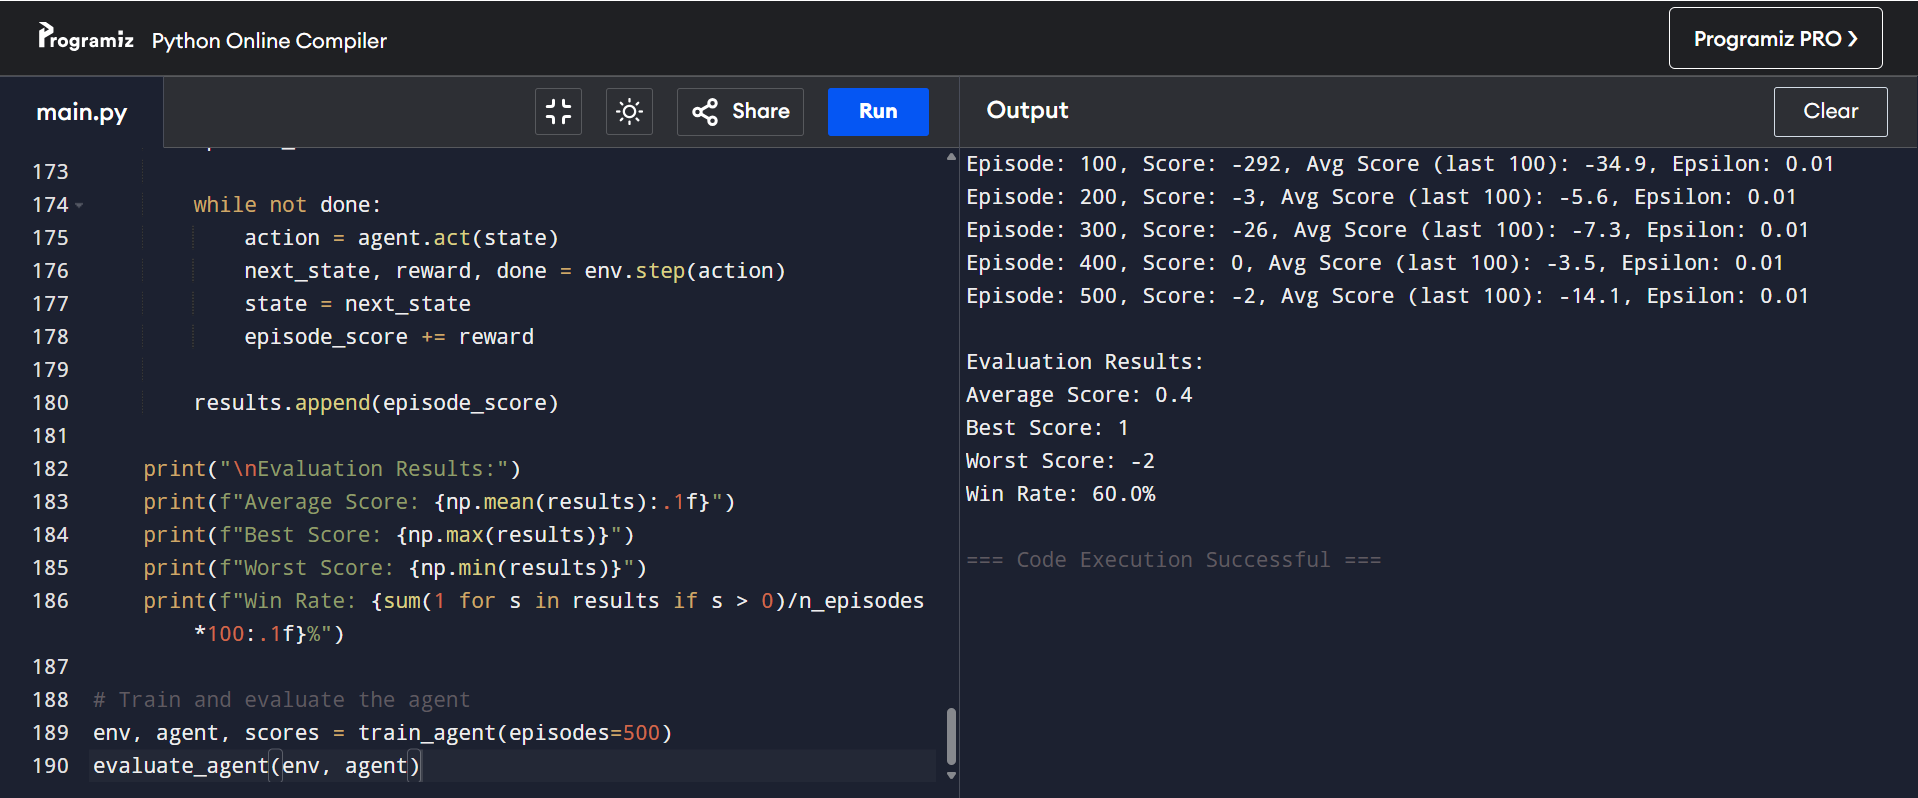 Programiz Python Online Compiler
Programiz PRO ❯
main.py
Share
Run
Output
Clear
173
174 while not done:
175 action = agent.act(state)
176 next_state, reward, done = env.step(action)
177 state = next_state
178 episode_score += reward
179
180 results.append(episode_score)
181
182 print("\nEvaluation Results:")
183 print(f"Average Score: {np.mean(results):.1f}")
184 print(f"Best Score: {np.max(results)}")
185 print(f"Worst Score: {np.min(results)}")
186 print(f"Win Rate: {sum(1 for s in results if s > 0)/n_episodes
*100:.1f}%")
187
188 # Train and evaluate the agent
189 env, agent, scores = train_agent(episodes=500)
190 evaluate_agent(env, agent)
Episode: 100, Score: -292, Avg Score (last 100): -34.9, Epsilon: 0.01
Episode: 200, Score: -3, Avg Score (last 100): -5.6, Epsilon: 0.01
Episode: 300, Score: -26, Avg Score (last 100): -7.3, Epsilon: 0.01
Episode: 400, Score: 0, Avg Score (last 100): -3.5, Epsilon: 0.01
Episode: 500, Score: -2, Avg Score (last 100): -14.1, Epsilon: 0.01
Evaluation Results:
Average Score: 0.4
Best Score: 1
Worst Score: -2
Win Rate: 60.0%
=== Code Execution Successful ===